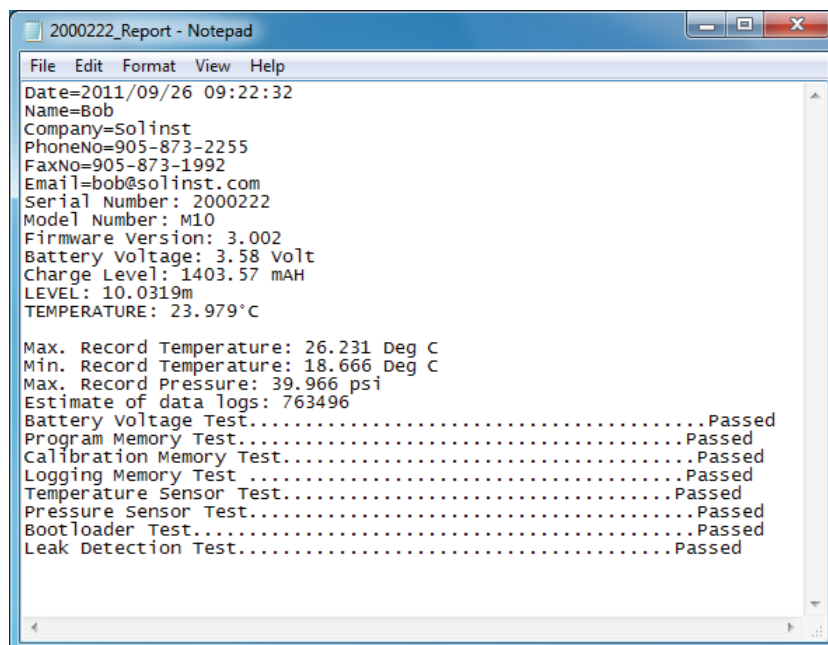 2000222_Report - Notepad
File Edit Format View Help
Date=2011/09/26 09:22:32
Name=Bob
Company=Solinst
PhoneNo=905-873-2255
FaxNo=905-873-1992
Email=bob@solinst.com
Serial Number: 2000222
Model Number: M10
Firmware Version: 3.002
Battery Voltage: 3.58 Volt
Charge Level: 1403.57 mAH
LEVEL: 10.0319m
TEMPERATURE: 23.979°C

Max. Record Temperature: 26.231 Deg C
Min. Record Temperature: 18.666 Deg C
Max. Record Pressure: 39.966 psi
Estimate of data logs: 763496
Battery Voltage Test.........................................Passed
Program Memory Test........................................Passed
Calibration Memory Test.....................................Passed
Logging Memory Test .......................................Passed
Temperature Sensor Test...................................Passed
Pressure Sensor Test........................................Passed
Bootloader Test.............................................Passed
Leak Detection Test.......................................Passed